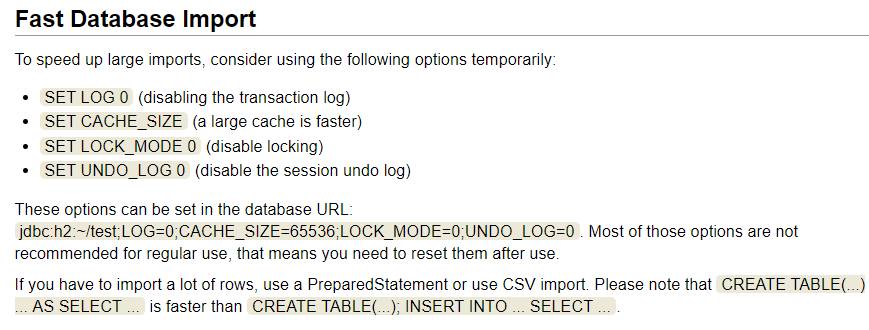 Fast Database Import
To speed up large imports, consider using the following options temporarily:
• SET LOG 0 (disabling the transaction log)
• SET CACHE_SIZE (a large cache is faster)
• SET LOCK_MODE 0 (disable locking)
• SET UNDO_LOG 0 (disable the session undo log)
These options can be set in the database URL:
jdbc:h2:~/test;LOG=0;CACHE_SIZE=65536;LOCK_MODE=0;UNDO_LOG=0 . Most of those options are not
recommended for regular use, that means you need to reset them after use.
If you have to import a lot of rows, use a PreparedStatement or use CSV import. Please note that CREATE TABLE(...)
... AS SELECT ... is faster than CREATE TABLE(...); INSERT INTO ... SELECT ... .